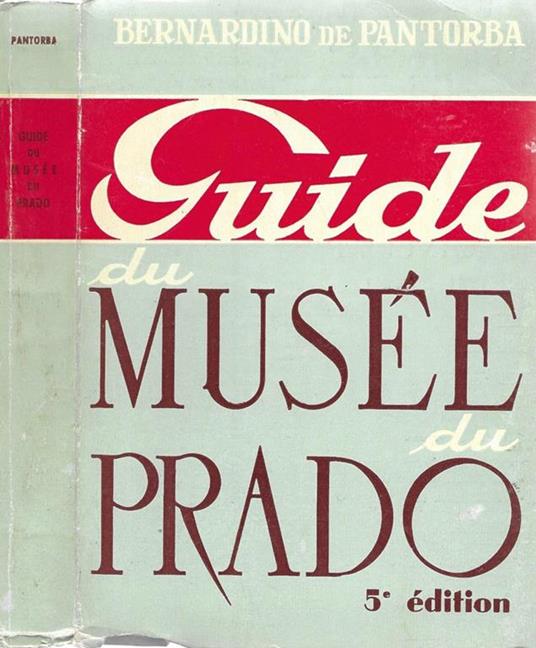 PANTORBA
GUIDE
DU
MUSÉE
DU
PRADO
BERNARDINO DE PANTORBA
Guide
du
MUSÉE
du
PRADO
5e édition